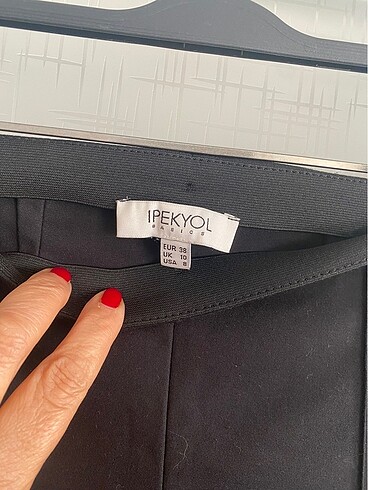 IPEKYOL
BASICS
EUR 38
UK 10
USA 8